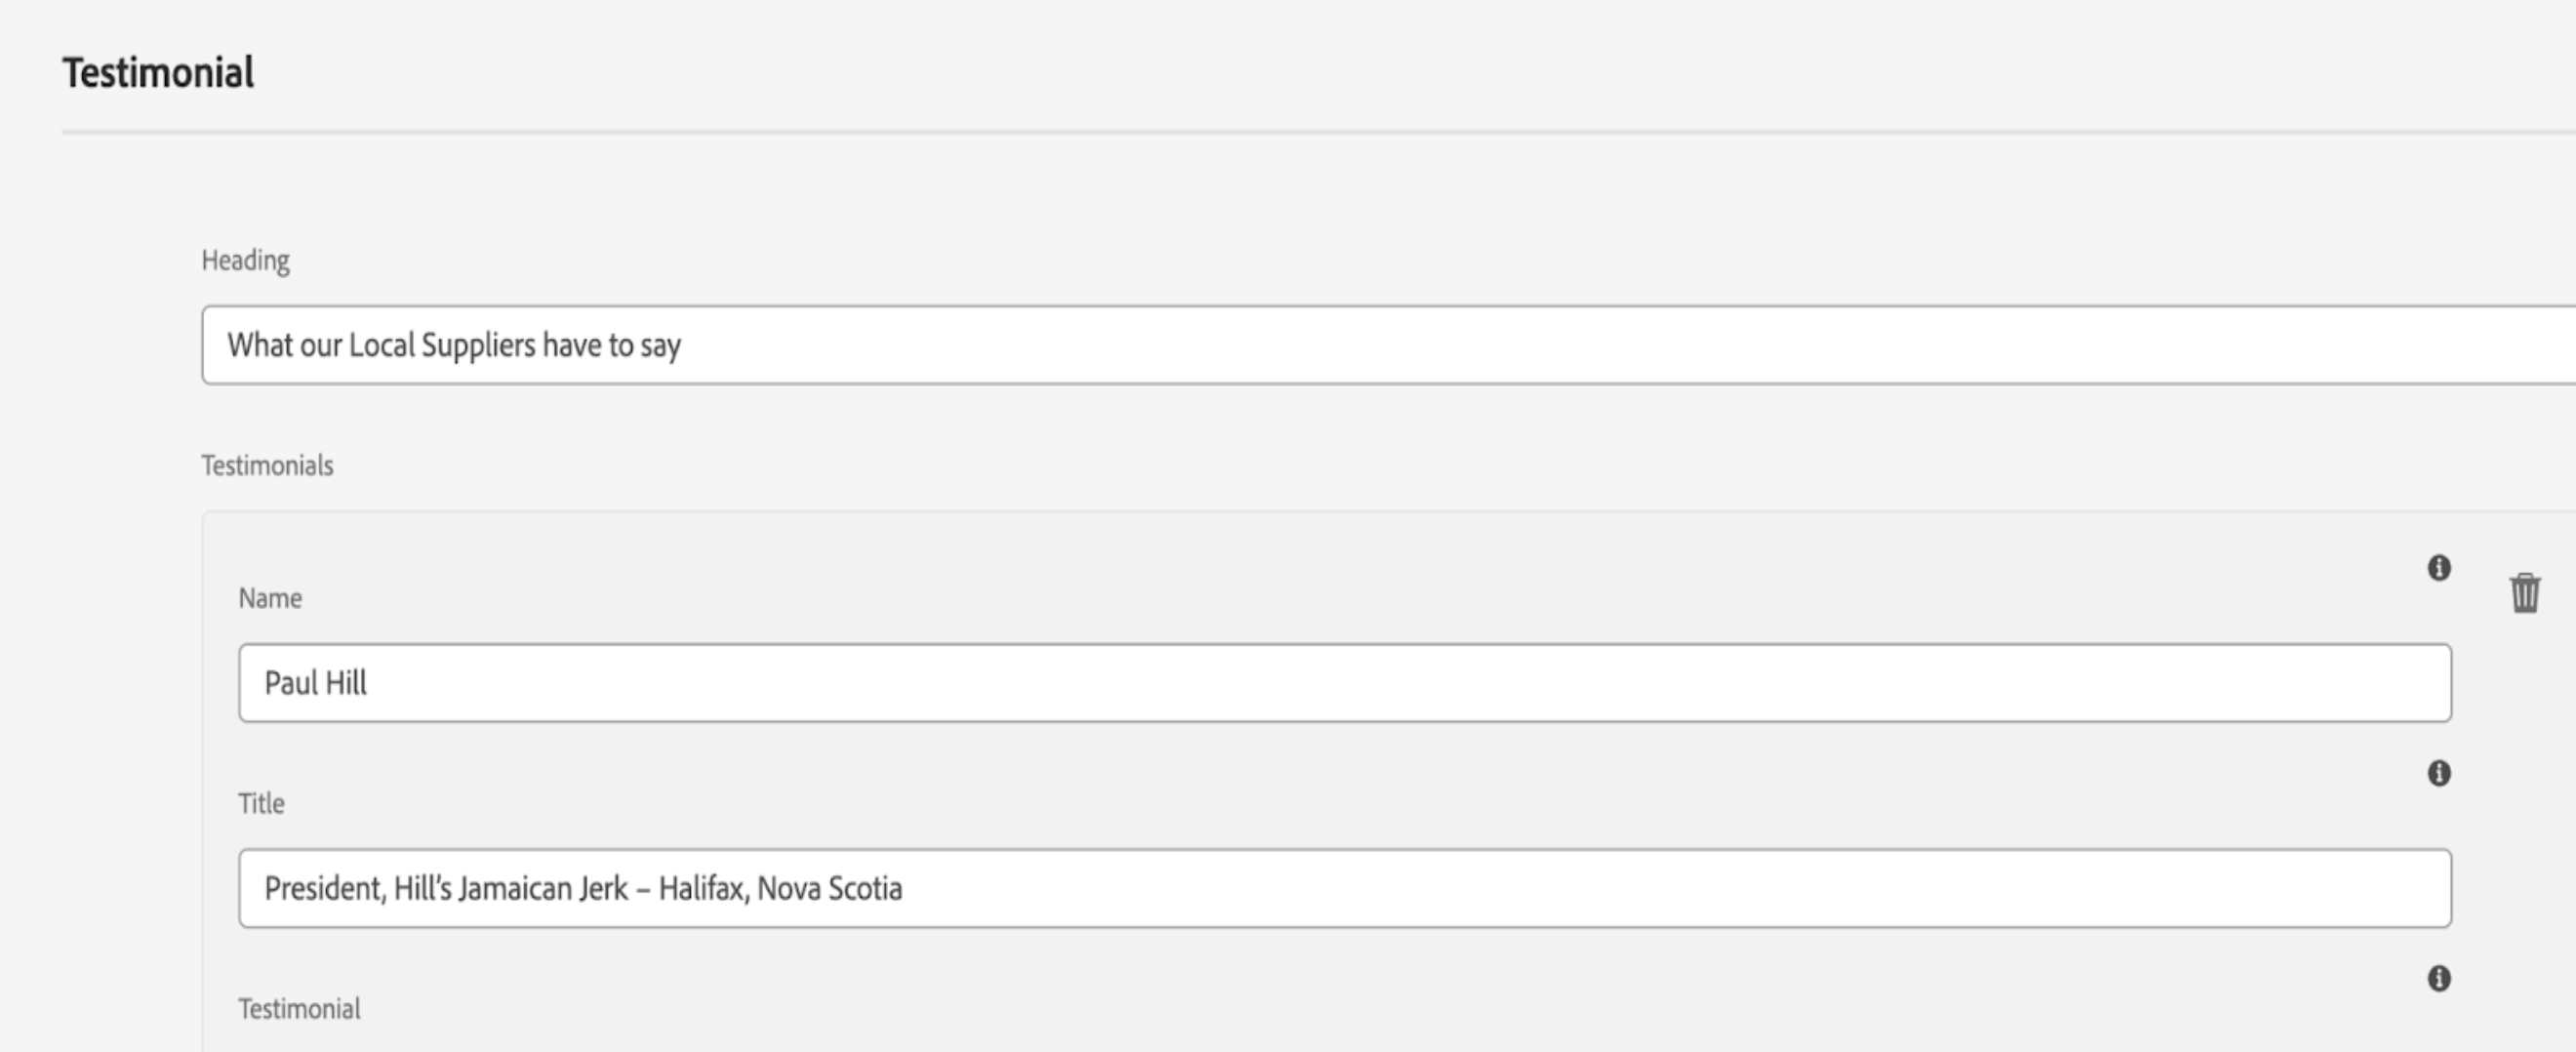 Testimonial
Heading
What our Local Suppliers have to say
Testimonials
Name
Paul Hill
Title
President, Hill’s Jamaican Jerk – Halifax, Nova Scotia
Testimonial